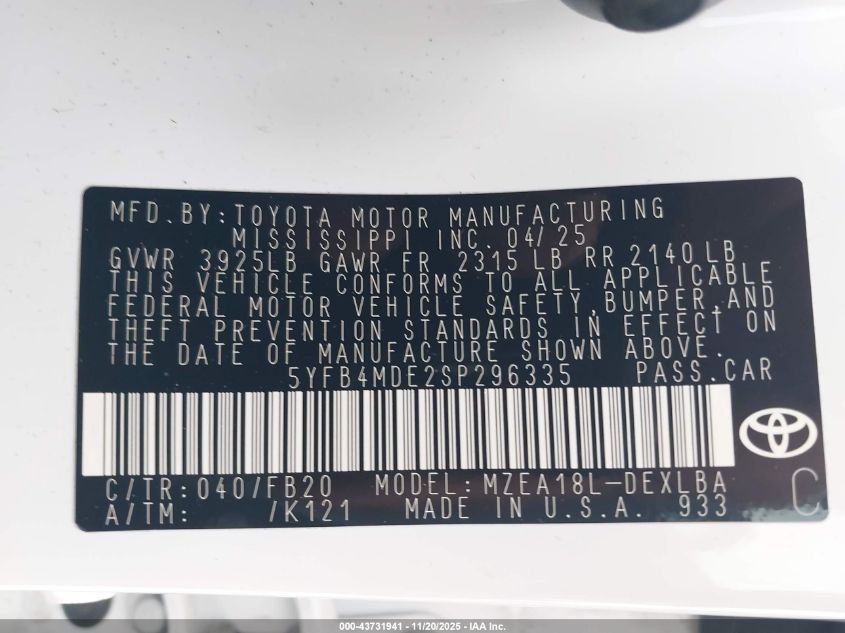 MFD.BY:TOYOTA MOTOR MANUFACTURING
MISSISSIPPI INC. 04/25
GVWR 3925LB GAWR FR 2315 LB RR 2140LB
THIS VEHICLE CONFORMS TO ALL APPLICABLE
FEDERAL MOTOR VEHICLE SAFETY,BUMPER,AND
THEFT PREVENTION STANDARDS IN EFFECT ON
THE DATE OF MANUFACTURE SHOWN ABOVE.
5YFB4MDE2SP296335 PASS.CAR
C/TR:040/FB20 MODEL:MZEA18L-DEXLBA C
A/TM: /K121 MADE IN U.S.A. 933
000-43731941 - 11/20/2025 - IAA Inc.